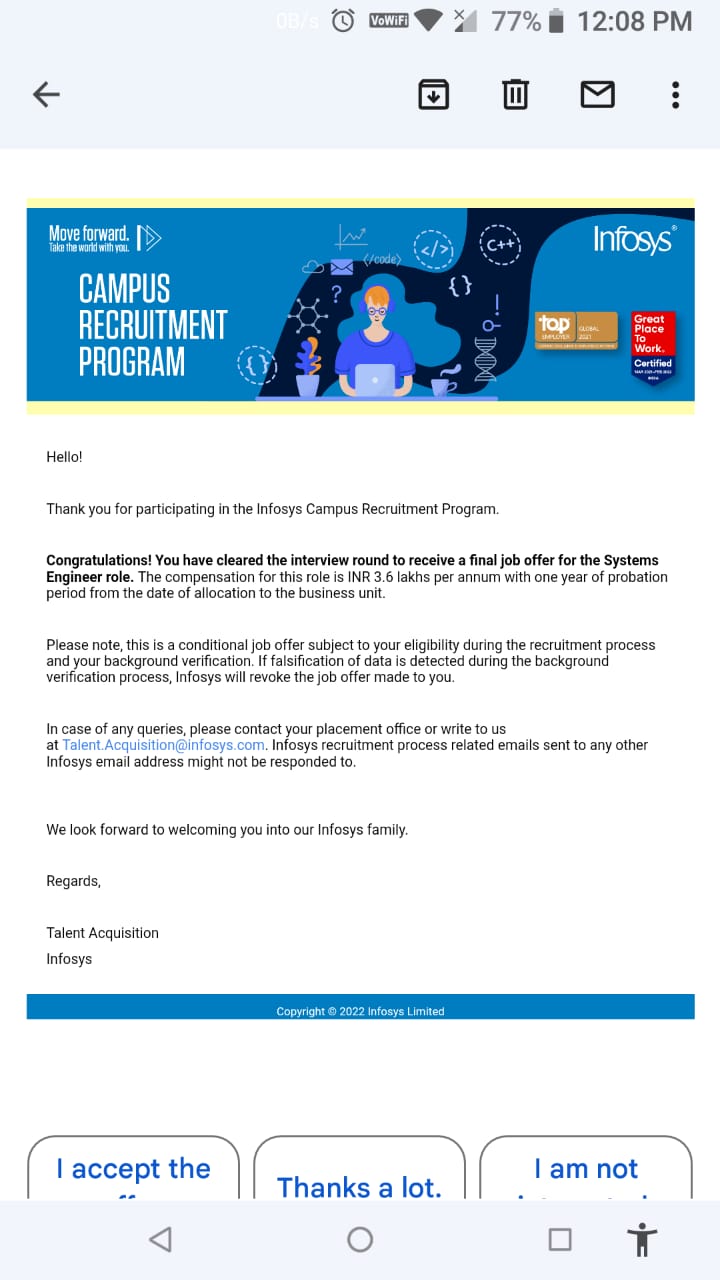 0B/s VoWiFi 77% 12:08 PM
Move forward.
Take the world with you.
Infosys®
CAMPUS
RECRUITMENT
PROGRAM
(/code)
</>
C++
?
{}
!
{}
top
EMPLOYER
GLOBAL
2021
Great
Place
To
Work.
Certified
MAR 2021-FEB 2022
INDIA
Hello!
Thank you for participating in the Infosys Campus Recruitment Program.
Congratulations! You have cleared the interview round to receive a final job offer for the Systems
Engineer role. The compensation for this role is INR 3.6 lakhs per annum with one year of probation
period from the date of allocation to the business unit.
Please note, this is a conditional job offer subject to your eligibility during the recruitment process
and your background verification. If falsification of data is detected during the background
verification process, Infosys will revoke the job offer made to you.
In case of any queries, please contact your placement office or write to us
at Talent.Acquisition@infosys.com. Infosys recruitment process related emails sent to any other
Infosys email address might not be responded to.
We look forward to welcoming you into our Infosys family.
Regards,
Talent Acquisition
Infosys
Copyright © 2022 Infosys Limited
I accept the
Thanks a lot.
I am not